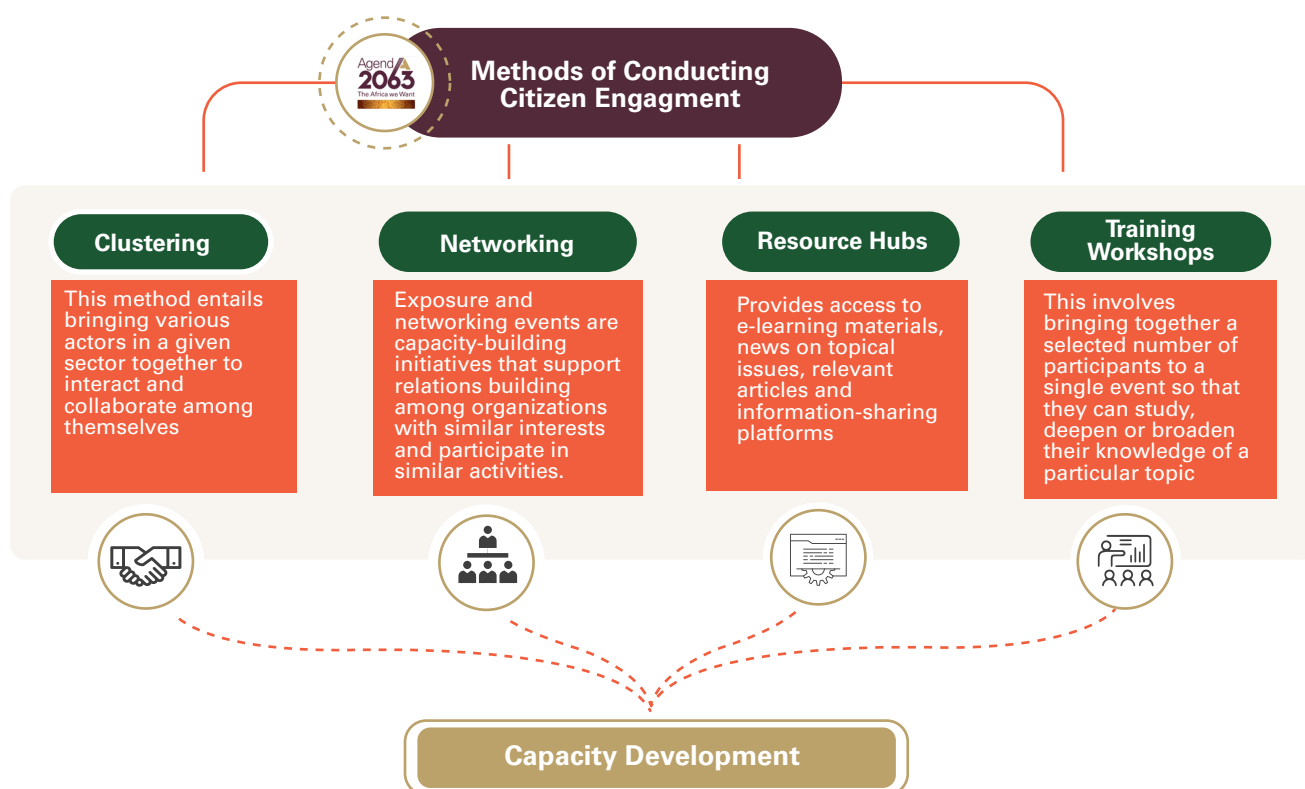 Agenda
2063
The Africa we Want
Methods of Conducting
Citizen Engagment
Clustering
This method entails
bringing various
actors in a given
sector together to
interact and
collaborate among
themselves
Networking
Exposure and
networking events are
capacity-building
initiatives that support
relations building
among organizations
with similar interests
and participate in
similar activities.
Resource Hubs
Provides access to
e-learning materials,
news on topical
issues, relevant
articles and
information-sharing
platforms
Training
Workshops
This involves
bringing together a
selected number of
participants to a
single event so that
they can study,
deepen or broaden
their knowledge of a
particular topic
Capacity Development